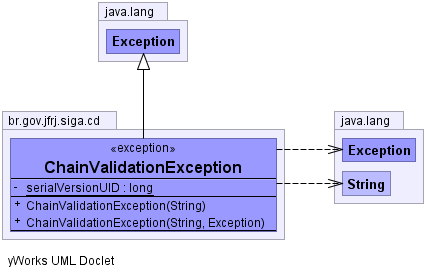 java.lang
Exception
br.gov.jfrj.siga.cd
«exception»
ChainValidationException
- serialVersionUID : long
+ ChainValidationException(String)
+ ChainValidationException(String, Exception)
java.lang
Exception
String
yWorks UML Doclet